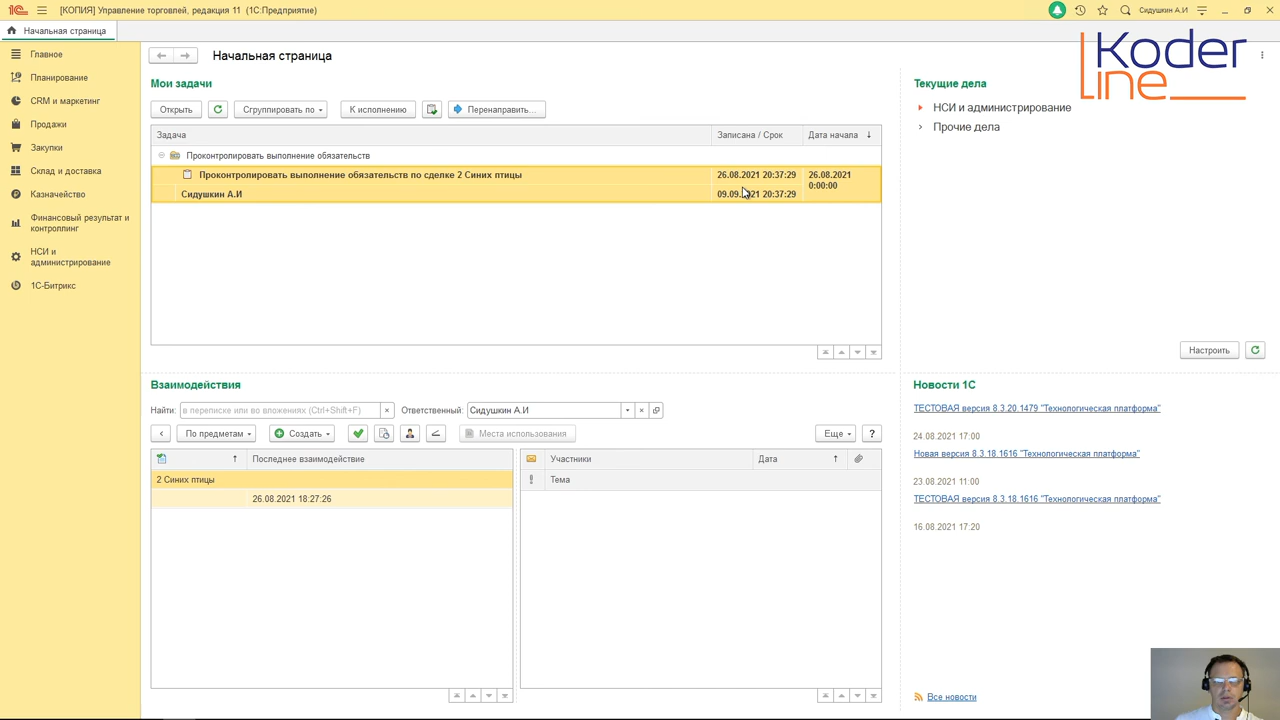 [КОПИЯ] Управление торговлей, редакция 11 (1С:Предприятие)
Сидушкин А.И
Начальная страница
Koder
line
Главное
Планирование
CRM и маркетинг
Продажи
Закупки
Склад и доставка
Казначейство
Финансовый результат и
контроллинг
НСИ и
администрирование
1С-Битрикс
Начальная страница
Мои задачи
Открыть
Сгруппировать по
К исполнению
Перенаправить...
Задача
Записана / Срок
Дата начала
Проконтролировать выполнение обязательств
Проконтролировать выполнение обязательств по сделке 2 Синих птицы
26.08.2021 20:37:29
26.08.2021
0:00:00
Сидушкин А.И
09.09.2021 20:37:29
Текущие дела
НСИ и администрирование
Прочие дела
Настроить
Взаимодействия
Найти:
в переписке или во вложениях (Ctrl+Shift+F)
Ответственный:
Сидушкин А.И
По предметам
Создать
Места использования
Еще
?
Последнее взаимодействие
2 Синих птицы
26.08.2021 18:27:26
Участники
Дата
Тема
Новости 1С
ТЕСТОВАЯ версия 8.3.20.1479 "Технологическая платформа"
24.08.2021 17:00
Новая версия 8.3.18.1616 "Технологическая платформа"
23.08.2021 11:00
ТЕСТОВАЯ версия 8.3.18.1616 "Технологическая платформа"
16.08.2021 17:20
Все новости